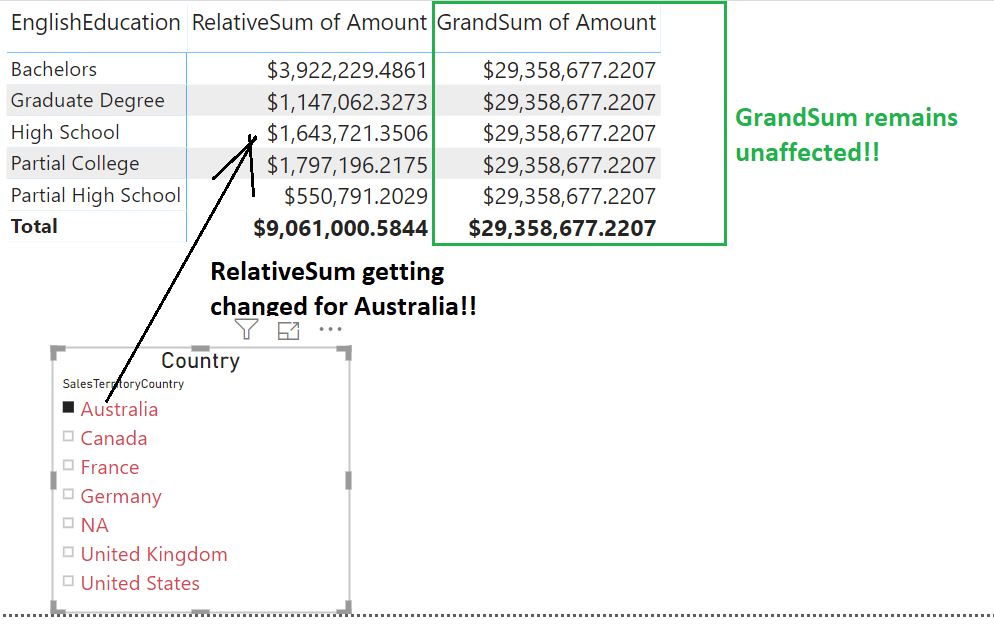 EnglishEducation RelativeSum of Amount GrandSum of Amount
Bachelors $3,922,229.4861 $29,358,677.2207
Graduate Degree $1,147,062.3273 $29,358,677.2207
High School $1,643,721.3506 $29,358,677.2207
Partial College $1,797,196.2175 $29,358,677.2207
Partial High School $550,791.2029 $29,358,677.2207
Total $9,061,000.5844 $29,358,677.2207
GrandSum remains
unaffected!!
RelativeSum getting
changed for Australia!!
Country
SalesTerritoryCountry
Australia
Canada
France
Germany
NA
United Kingdom
United States